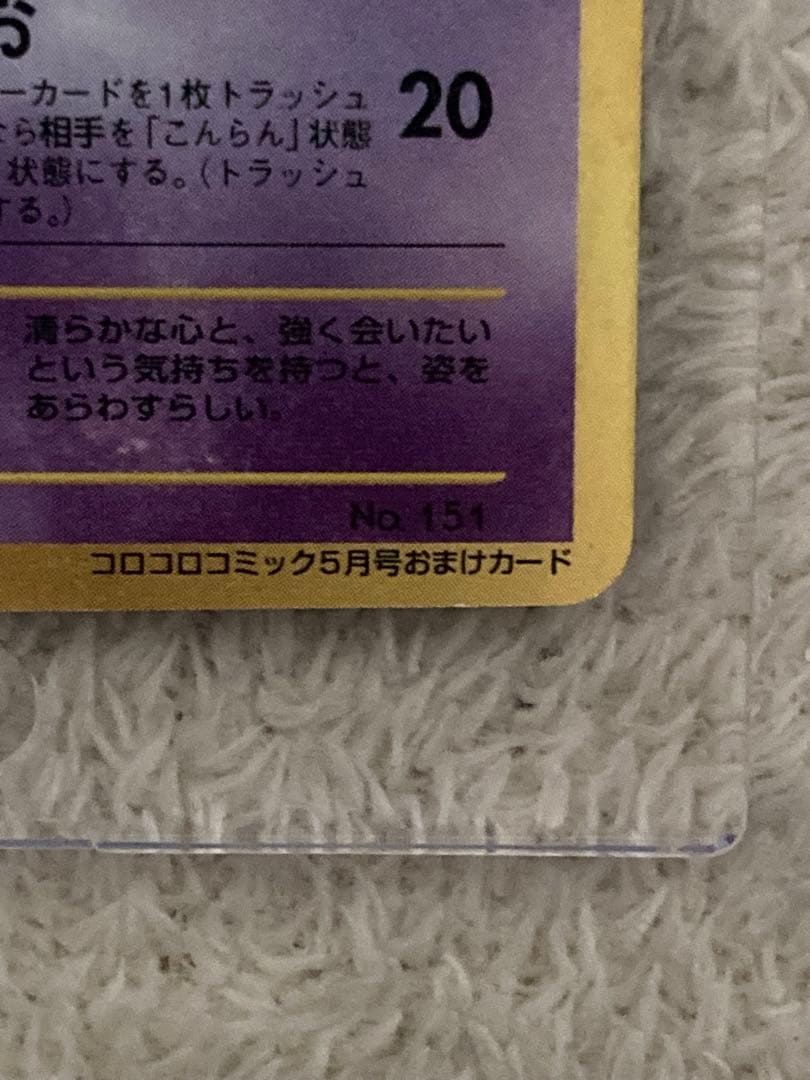 お
ーカードを1枚トラッシュ
20
ら相手を「こんらん」状態
状態にする。(トラッシュ
する。)
清らかな心と、強く会いたい
という気持ちを持つと、姿を
あらわすらしい。
No. 151
コロコロコミック5月号おまけカード